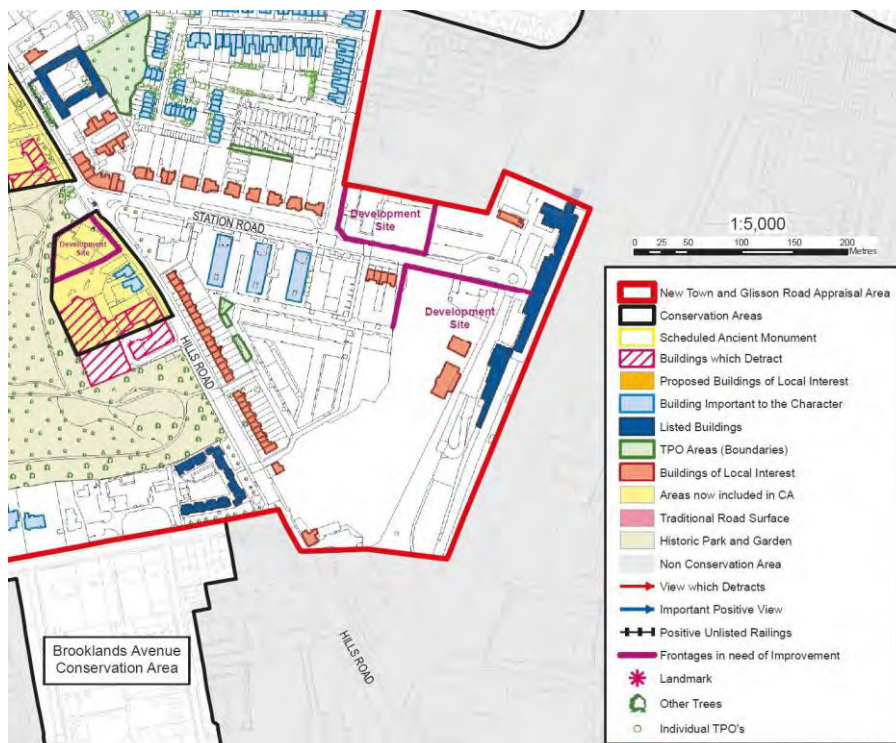 Development
Site
STATION ROAD
Development
Site
Development
Site
HILLS ROAD
HILLS ROAD
Brooklands Avenue
Conservation Area
1:5,000
0 25 50 100 150 200
Metres
New Town and Glisson Road Appraisal Area
Conservation Areas
Scheduled Ancient Monument
Buildings which Detract
Proposed Buildings of Local Interest
Building Important to the Character
Listed Buildings
TPO Areas (Boundaries)
Buildings of Local Interest
Areas now included in CA
Traditional Road Surface
Historic Park and Garden
Non Conservation Area
View which Detracts
Important Positive View
Positive Unlisted Railings
Frontages in need of Improvement
Landmark
Other Trees
Individual TPO's